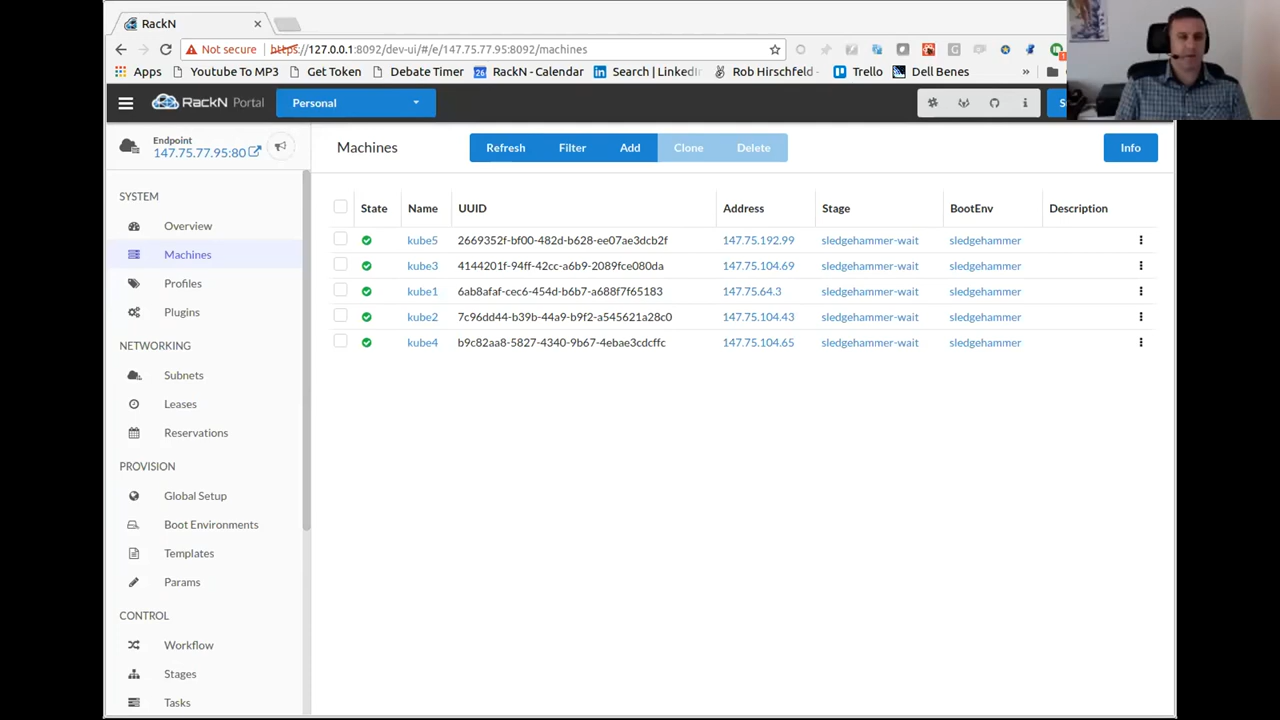 RackN
Not secure https://127.0.0.1:8092/dev-ui/#/e/147.75.77.95:8092/machines
Apps YouTube To MP3 Get Token Debate Timer 26 RackN - Calendar Search | LinkedI Rob Hirschfeld Trello Dell Benes »
RackN Portal Personal
Endpoint
147.75.77.95:80
Machines Refresh Filter Add Clone Delete Info
SYSTEM
Overview
Machines
Profiles
Plugins
NETWORKING
Subnets
Leases
Reservations
PROVISION
Global Setup
Boot Environments
Templates
Params
CONTROL
Workflow
Stages
Tasks
State Name UUID Address Stage BootEnv Description
kube5 2669352f-bf00-482d-b628-ee07ae3dcb2f 147.75.192.99 sledgehammer-wait sledgehammer
kube3 4144201f-94ff-42cc-a6b9-2089fce080da 147.75.104.69 sledgehammer-wait sledgehammer
kube1 6ab8afaf-cec6-454d-b6b7-a688f7f65183 147.75.64.3 sledgehammer-wait sledgehammer
kube2 7c96dd44-b39b-44a9-b9f2-a545621a28c0 147.75.104.43 sledgehammer-wait sledgehammer
kube4 b9c82aa8-5827-4340-9b67-4ebae3cdcffc 147.75.104.65 sledgehammer-wait sledgehammer